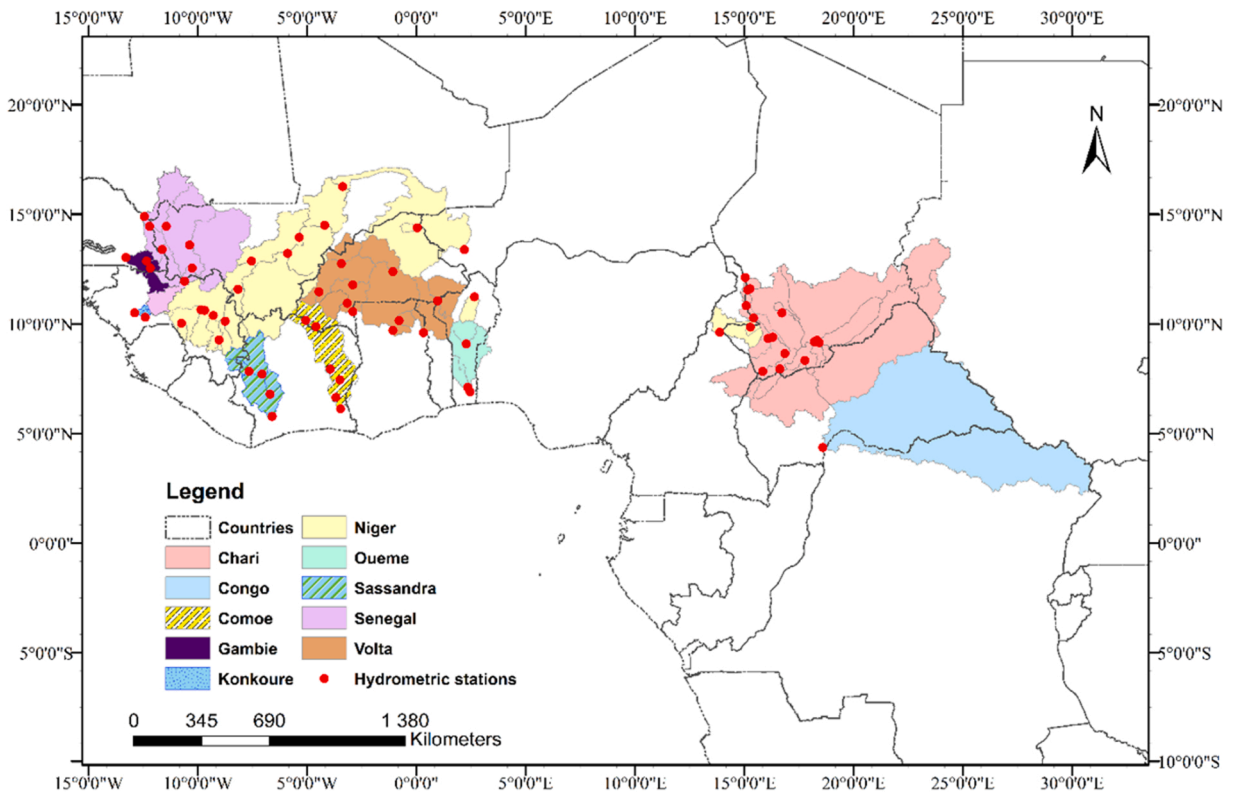 15°0'0"W 10°0'0"W 5°0'0"W 0°0'0"E 5°0'0"E 10°0'0"E 15°0'0"E 20°0'0"E 25°0'0"E 30°0'0"E
20°0'0"N 20°0'0"N
N
15°0'0"N 15°0'0"N
10°0'0"N 10°0'0"N
5°0'0"N 5°0'0"N
Legend
Countries Niger
0°0'0" 0°0'0"
Chari Oueme
Congo Sassandra
Comoe Senegal
Gambie Volta
5°0'0"S 5°0'0"S
Konkoure Hydrometric stations
0 345 690 1 380
Kilometers
10°0'0"S
15°0'0"W 10°0'0"W 5°0'0"W 0°0'0"E 5°0'0"E 10°0'0"E 15°0'0"E 20°0'0"E 25°0'0"E 30°0'0"E